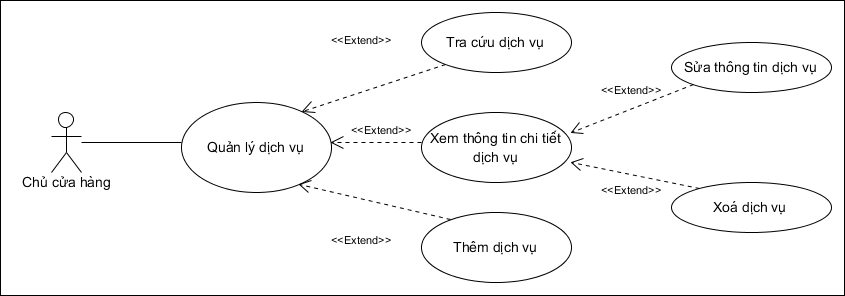 <<Extend>>
Tra cứu dịch vụ
Sửa thông tin dịch vụ
<<Extend>>
Chủ cửa hàng
Quản lý dịch vụ
<<Extend>>
Xem thông tin chi tiết
dịch vụ
<<Extend>>
Xoá dịch vụ
<<Extend>>
Thêm dịch vụ